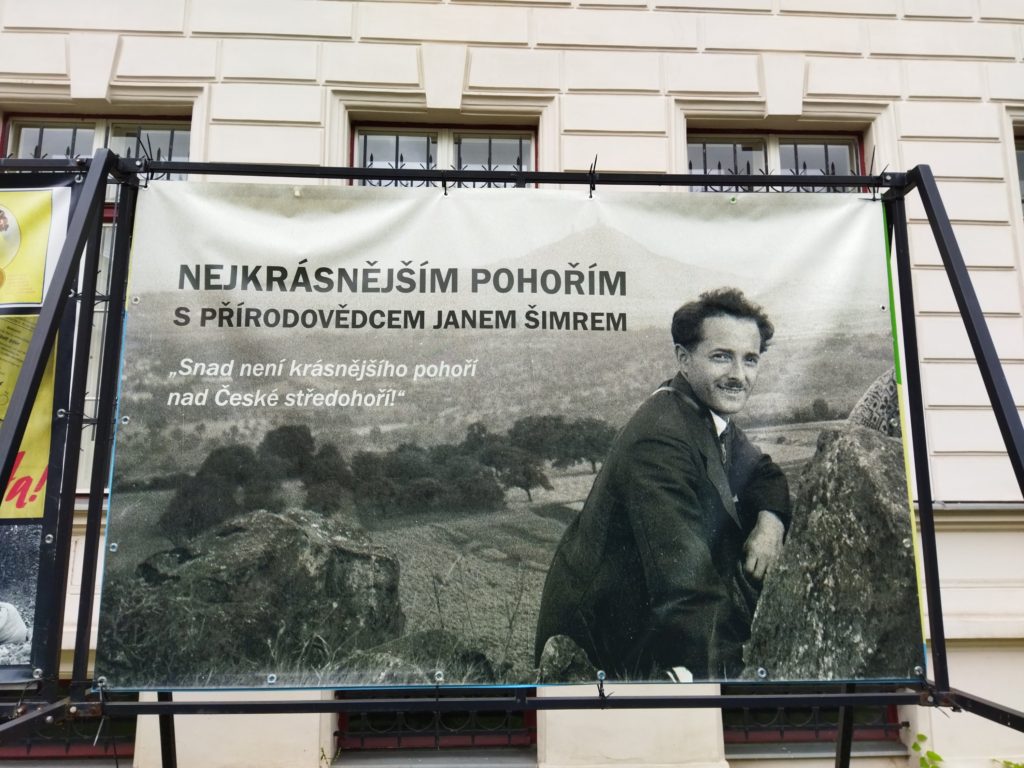 NEJKRÁSNĚJŠÍM POHOŘÍM
S PŘÍRODOVĚDCEM JANEM ŠIMREM
„Snad není krásnějšího pohoří
nad České středohoří!“